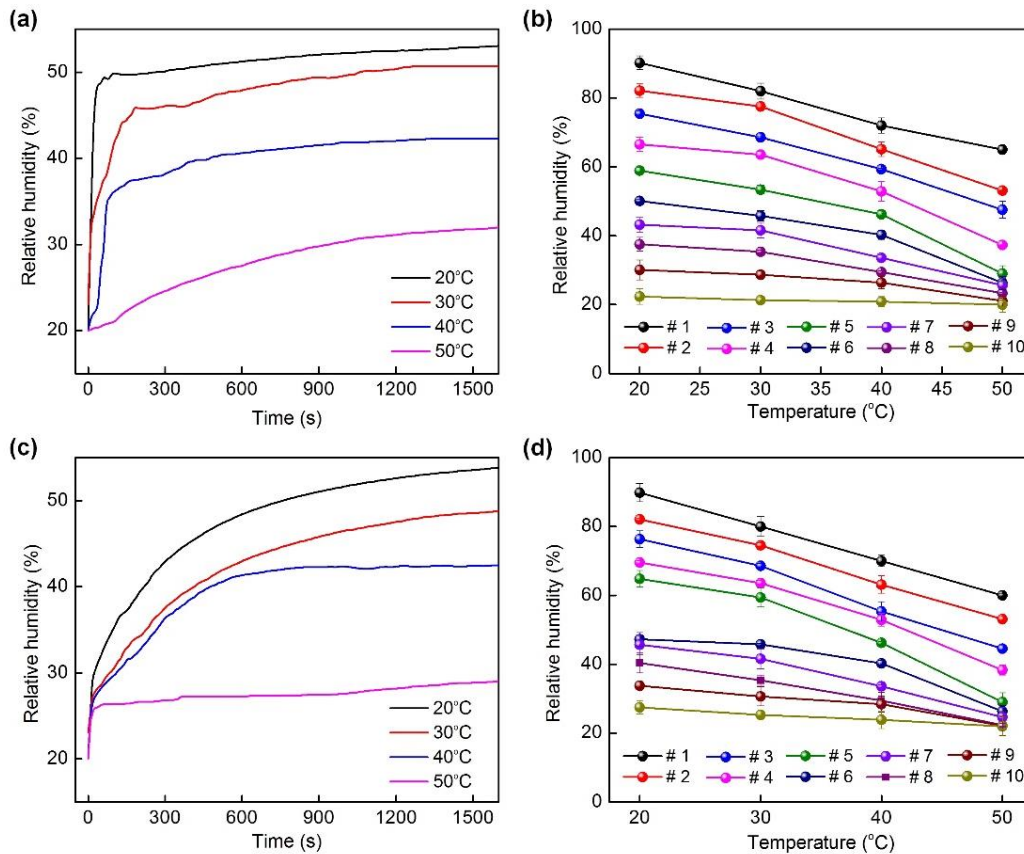 (a)
Relative humidity (%)
50
40
30
20
0 300 600 900 1200 1500
Time (s)
20°C
30°C
40°C
50°C
(b)
Relative humidity (%)
100
80
60
40
20
0
20 25 30 35 40 45 50
Temperature (°C)
# 1 # 3 # 5 # 7 # 9
# 2 # 4 # 6 # 8 # 10
(c)
Relative humidity (%)
50
40
30
20
0 300 600 900 1200 1500
Time (s)
20°C
30°C
40°C
50°C
(d)
Relative humidity (%)
100
80
60
40
20
0
20 25 30 35 40 45 50
Temperature (°C)
# 1 # 3 # 5 # 7 # 9
# 2 # 4 # 6 # 8 # 10